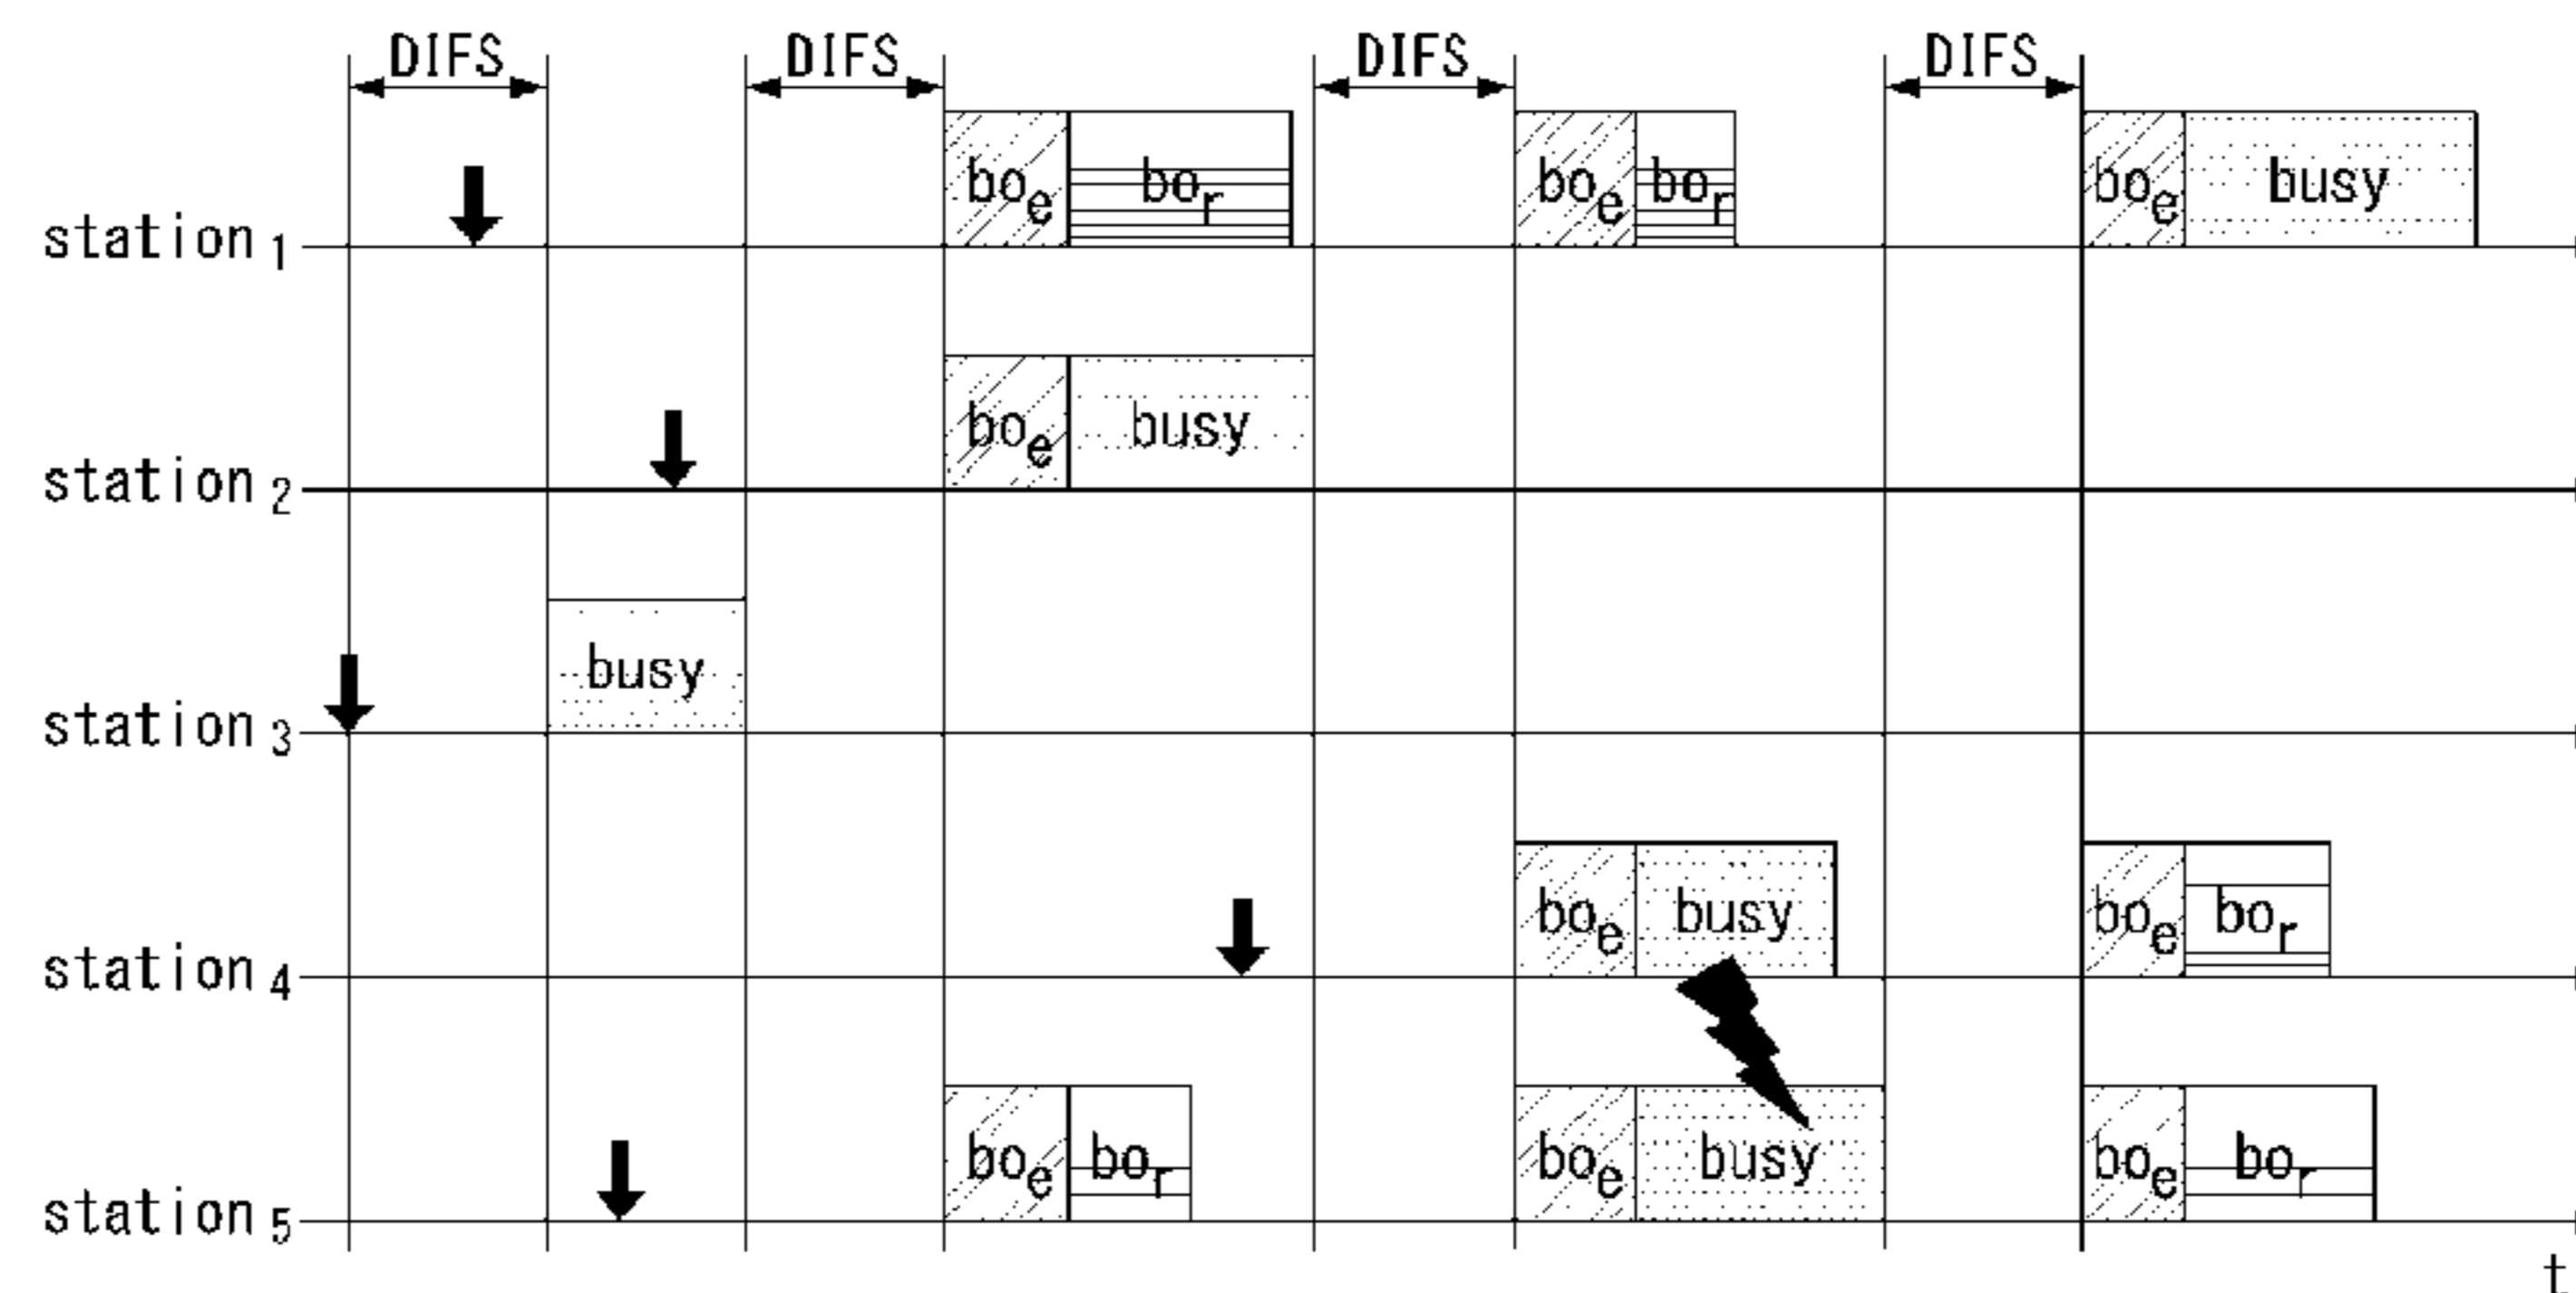 DIFS DIFS DIFS DIFS
station 1 boe bor boe bor boe busy
station 2 boe busy
station 3 busy
station 4 boe busy boe bor
station 5 boe bor boe busy boe bor
t